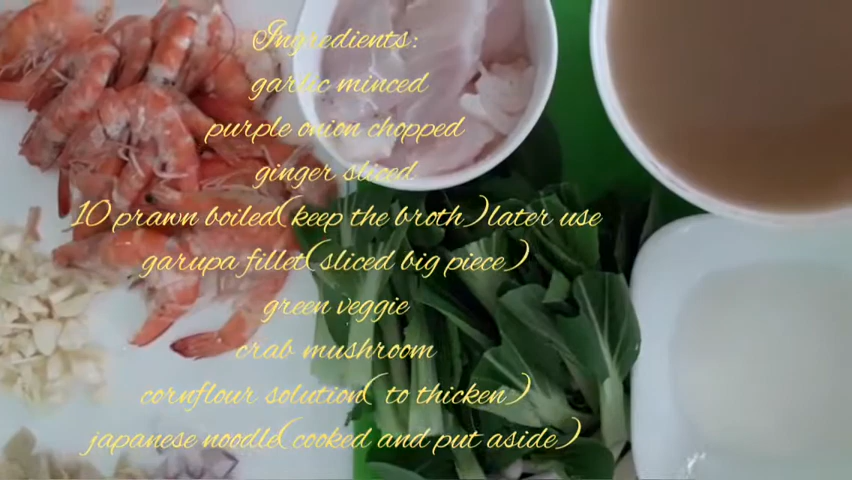 Ingredients:
garlic minced
purple onion chopped
ginger sliced
10 prawn boiled(keep the broth)later use
garupa fillet(sliced big piece)
green veggie
crab mushroom
cornflour solution( to thicken)
japanese noodle(cooked and put aside)